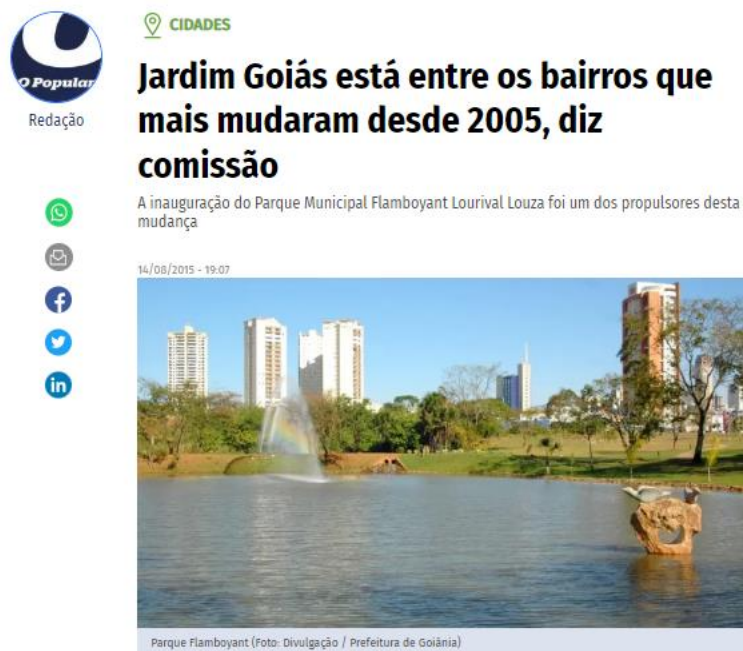 CIDADES
O Popular
Redação
Jardim Goiás está entre os bairros que
mais mudaram desde 2005, diz
comissão
A inauguração do Parque Municipal Flamboyant Lourival Louza foi um dos propulsores desta
mudança
14/08/2015 - 19:07
in
Parque Flamboyant (Foto: Divulgação / Prefeitura de Goiânia)